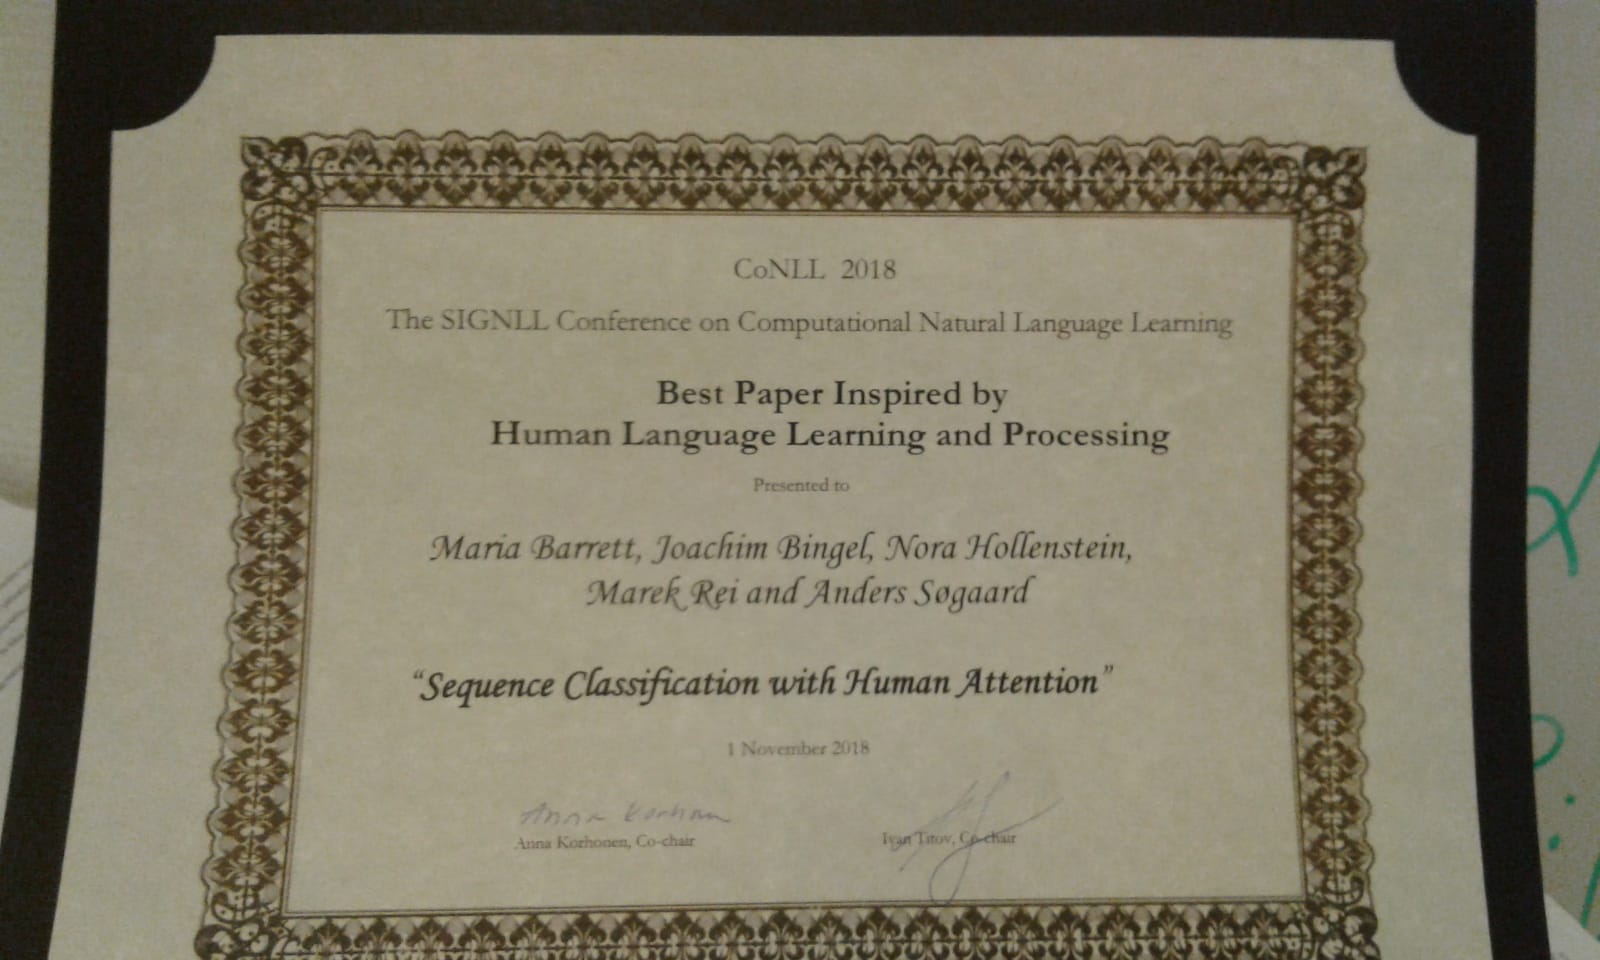 CoNLL 2018
The SIGNLL Conference on Computational Natural Language Learning
Best Paper Inspired by
Human Language Learning and Processing
Presented to
Maria Barrett, Joachim Bingel, Nora Hollenstein,
Marek Rei and Anders Søgaard
“Sequence Classification with Human Attention”
1 November 2018
Anna Korhonen, Co-chair
Ivan Titov, Co-chair